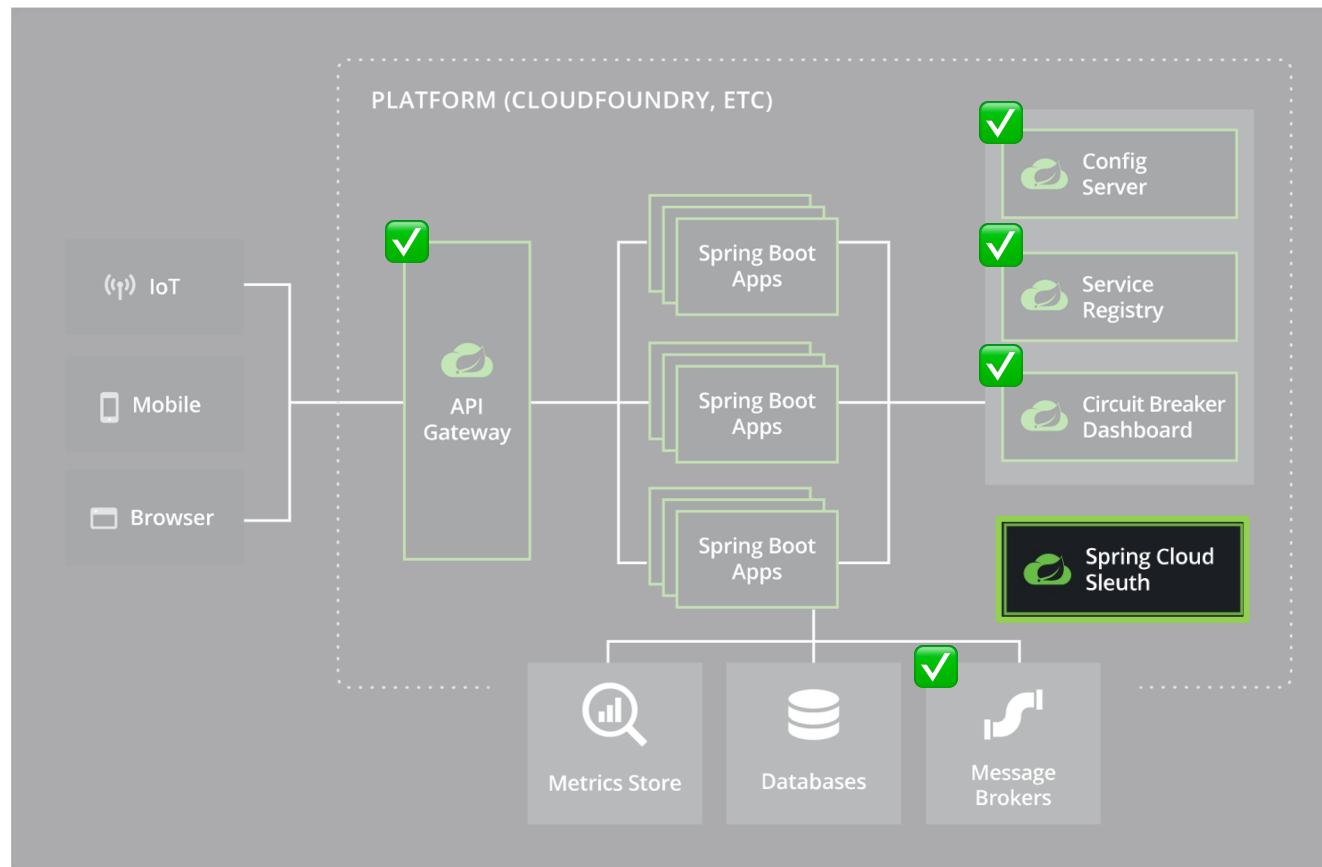 PLATFORM (CLOUDFOUNDRY, ETC)
IoT
Mobile
Browser
API
Gateway
Spring Boot
Apps
Spring Boot
Apps
Spring Boot
Apps
Config
Server
Service
Registry
Circuit Breaker
Dashboard
Spring Cloud
Sleuth
Metrics Store
Databases
Message
Brokers